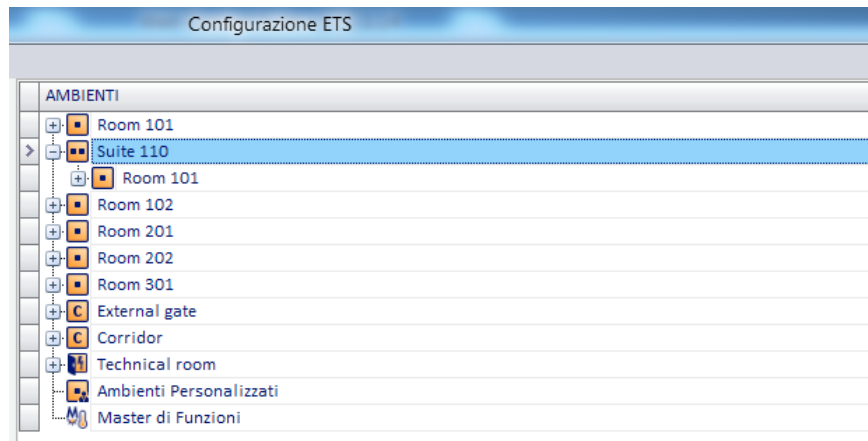 Configurazione ETS
AMBIENTI
Room 101
Suite 110
Room 101
Room 102
Room 201
Room 202
Room 301
C External gate
C Corridor
Technical room
Ambienti Personalizzati
M Master di Funzioni